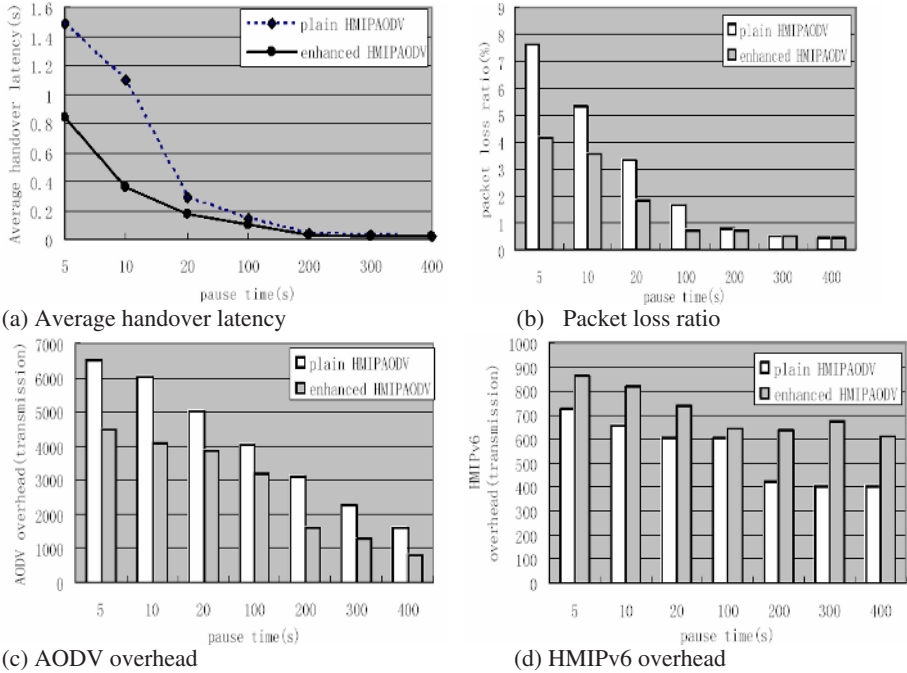 Average handover latency(s)
1.6
1.4
1.2
1
0.8
0.6
0.4
0.2
0
plain HMIPAODV
enhanced HMIPAODV
5 10 20 100 200 300 400
pause time(s)
(a) Average handover latency
packet loss ratio(%)
9
8
7
6
5
4
3
2
1
0
plain HMIPAODV
enhanced HMIPAODV
5 10 20 100 200 300 400
pause time(s)
(b) Packet loss ratio
AODV overhead(transmission)
7000
6000
5000
4000
3000
2000
1000
0
plain HMIPAODV
enhanced HMIPAODV
5 10 20 100 200 300 400
pause time(s)
(c) AODV overhead
HMIPv6
overhead(transmission)
1000
900
800
700
600
500
400
300
200
100
0
plain HMIPAODV
enhanced HMIPAODV
5 10 20 100 200 300 400
pause time(s)
(d) HMIPv6 overhead